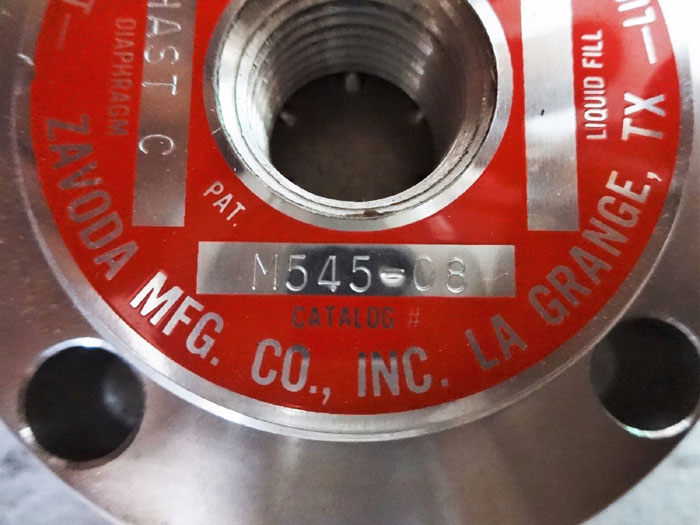 HAST C
DIAPHRAGM
LIQUID FILL
PAT.
M545-08
CATALOG #
ZAVODA MFG. CO., INC. LA GRANGE, TX